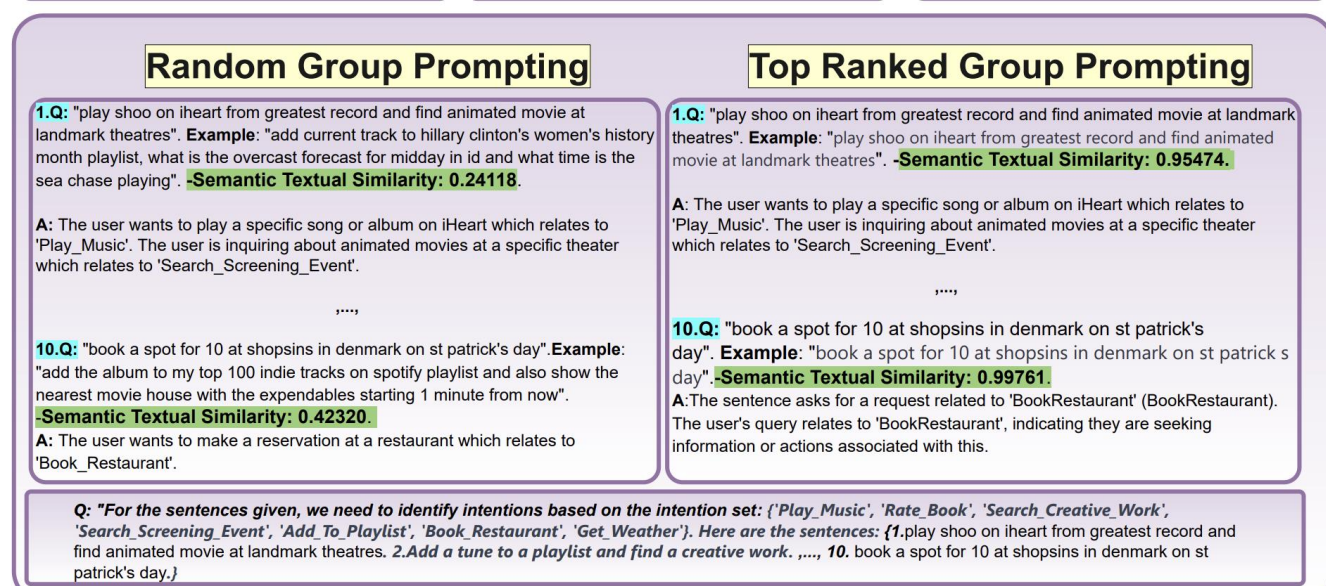 Random Group Prompting
1.Q: "play shoo on iheart from greatest record and find animated movie at
landmark theatres". Example: "add current track to hillary clinton's women's history
month playlist, what is the overcast forecast for midday in id and what time is the
sea chase playing". -Semantic Textual Similarity: 0.24118.
A: The user wants to play a specific song or album on iHeart which relates to
'Play_Music'. The user is inquiring about animated movies at a specific theater
which relates to 'Search_Screening_Event'.
,...,
10.Q: "book a spot for 10 at shopsins in denmark on st patrick's day".Example:
"add the album to my top 100 indie tracks on spotify playlist and also show the
nearest movie house with the expendables starting 1 minute from now".
-Semantic Textual Similarity: 0.42320.
A: The user wants to make a reservation at a restaurant which relates to
'Book_Restaurant'.
Top Ranked Group Prompting
1.Q: "play shoo on iheart from greatest record and find animated movie at landmark
theatres". Example: "play shoo on iheart from greatest record and find animated
movie at landmark theatres". -Semantic Textual Similarity: 0.95474.
A: The user wants to play a specific song or album on iHeart which relates to
'Play_Music'. The user is inquiring about animated movies at a specific theater
which relates to 'Search_Screening_Event'.
,...,
10.Q: "book a spot for 10 at shopsins in denmark on st patrick's
day". Example: "book a spot for 10 at shopsins in denmark on st patrick s
day".-Semantic Textual Similarity: 0.99761.
A:The sentence asks for a request related to 'BookRestaurant' (BookRestaurant).
The user's query relates to 'BookRestaurant', indicating they are seeking
information or actions associated with this.
Q: "For the sentences given, we need to identify intentions based on the intention set: {'Play_Music', 'Rate_Book', 'Search_Creative_Work',
'Search_Screening_Event', 'Add_To_Playlist', 'Book_Restaurant', 'Get_Weather'}. Here are the sentences: {1.play shoo on iheart from greatest record and
find animated movie at landmark theatres. 2.Add a tune to a playlist and find a creative work. ,..., 10. book a spot for 10 at shopsins in denmark on st
patrick's day.}